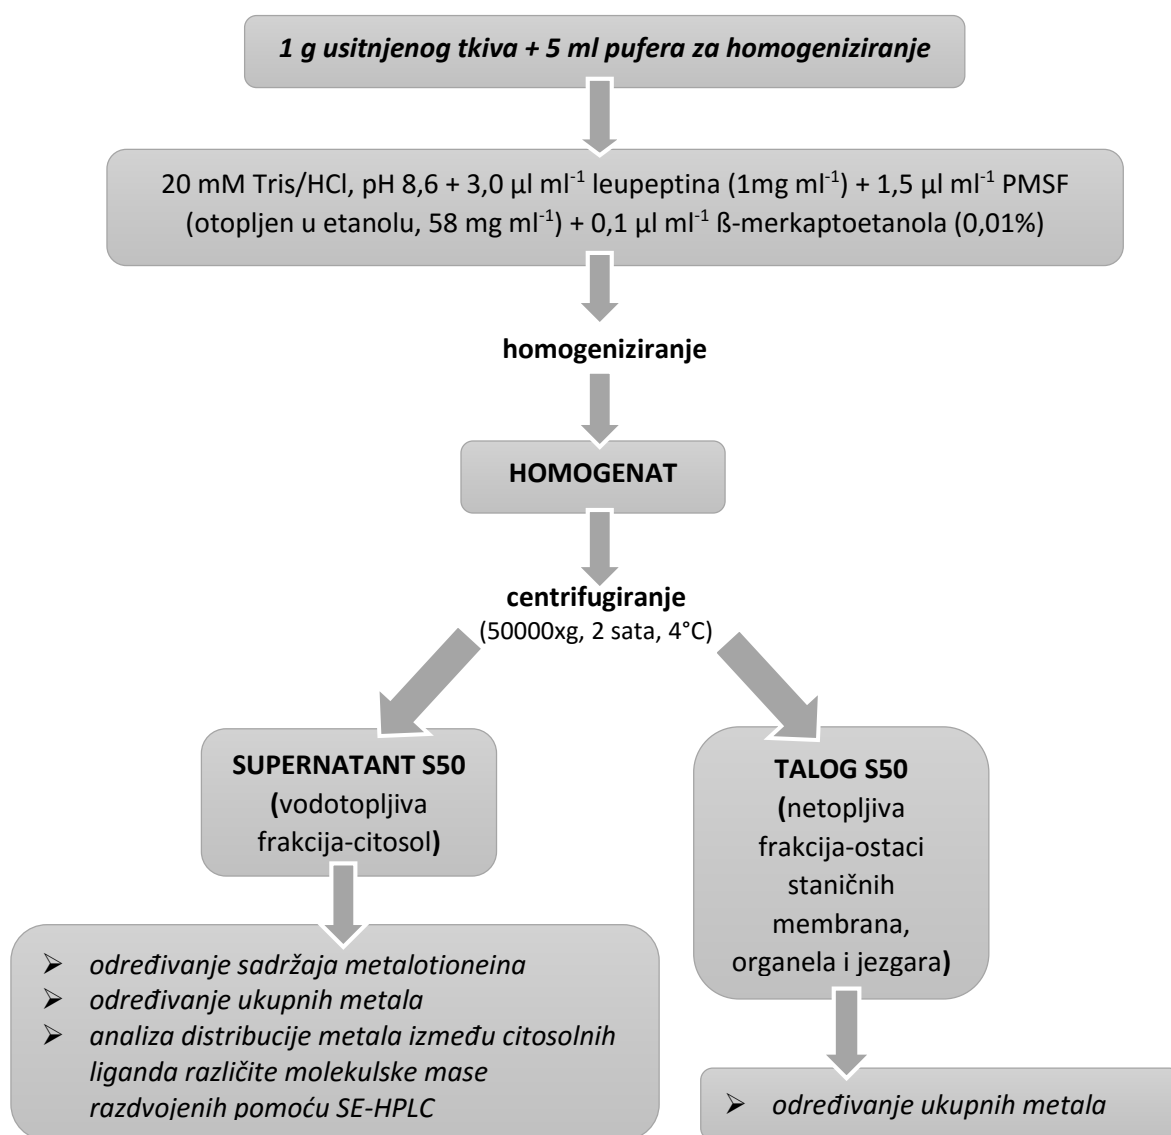 1 g usitnjenog tkiva + 5 ml pufera za homogeniziranje
20 mM Tris/HCl, pH 8,6 + 3,0 µl ml⁻¹ leupeptina (1mg ml⁻¹) + 1,5 µl ml⁻¹ PMSF
(otopljen u etanolu, 58 mg ml⁻¹) + 0,1 µl ml⁻¹ ß-merkaptoetanola (0,01%)
homogeniziranje
HOMOGENAT
centrifugiranje
(50000xg, 2 sata, 4°C)
SUPERNATANT S50
(vodotopljiva
frakcija-citosol)
TALOG S50
(netopljiva
frakcija-ostaci
staničnih
membrana,
organela i jezgara)
➢ određivanje sadržaja metalotioneina
➢ određivanje ukupnih metala
➢ analiza distribucije metala između citosolnih
liganda različite molekulske mase
razdvojenih pomoću SE-HPLC
➢ određivanje ukupnih metala